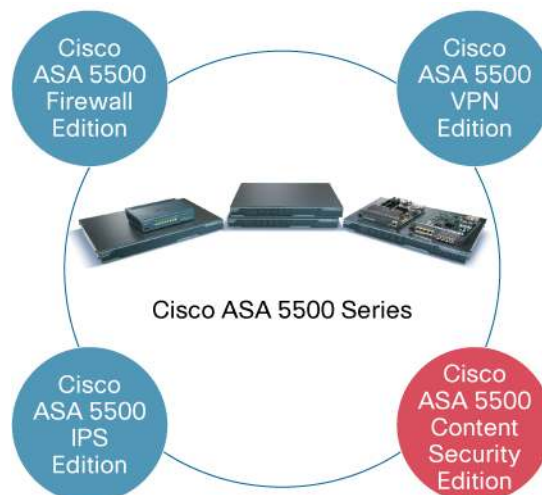 Cisco
ASA 5500
Firewall
Edition
Cisco
ASA 5500
VPN
Edition
Cisco ASA 5500 Series
Cisco
ASA 5500
IPS
Edition
Cisco
ASA 5500
Content
Security
Edition